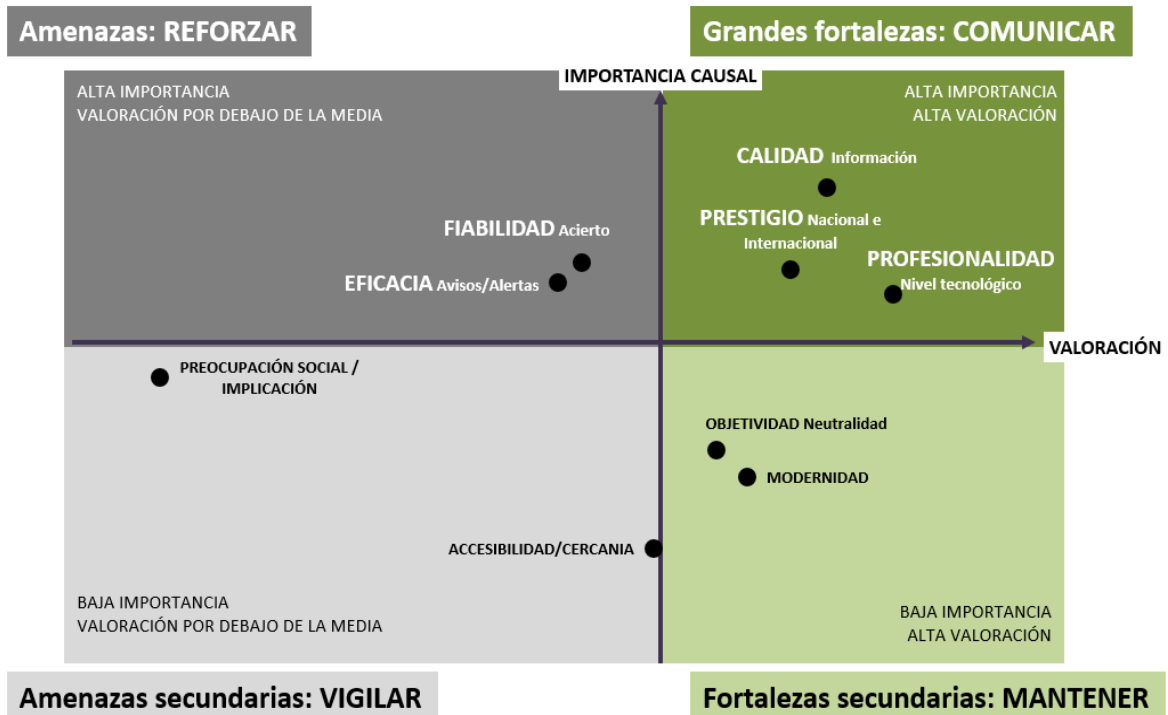 Amenazas: REFORZAR
Grandes fortalezas: COMUNICAR
IMPORTANCIA CAUSAL
ALTA IMPORTANCIA
VALORACIÓN POR DEBAJO DE LA MEDIA
ALTA IMPORTANCIA
ALTA VALORACIÓN
CALIDAD Información
PRESTIGIO Nacional e
Internacional
FIABILIDAD Acierto
PROFESIONALIDAD
Nivel tecnológico
EFICACIA Avisos/Alertas
VALORACIÓN
PREOCUPACIÓN SOCIAL /
IMPLICACIÓN
OBJETIVIDAD Neutralidad
MODERNIDAD
ACCESIBILIDAD/CERCANIA
BAJA IMPORTANCIA
VALORACIÓN POR DEBAJO DE LA MEDIA
BAJA IMPORTANCIA
ALTA VALORACIÓN
Amenazas secundarias: VIGILAR
Fortalezas secundarias: MANTENER